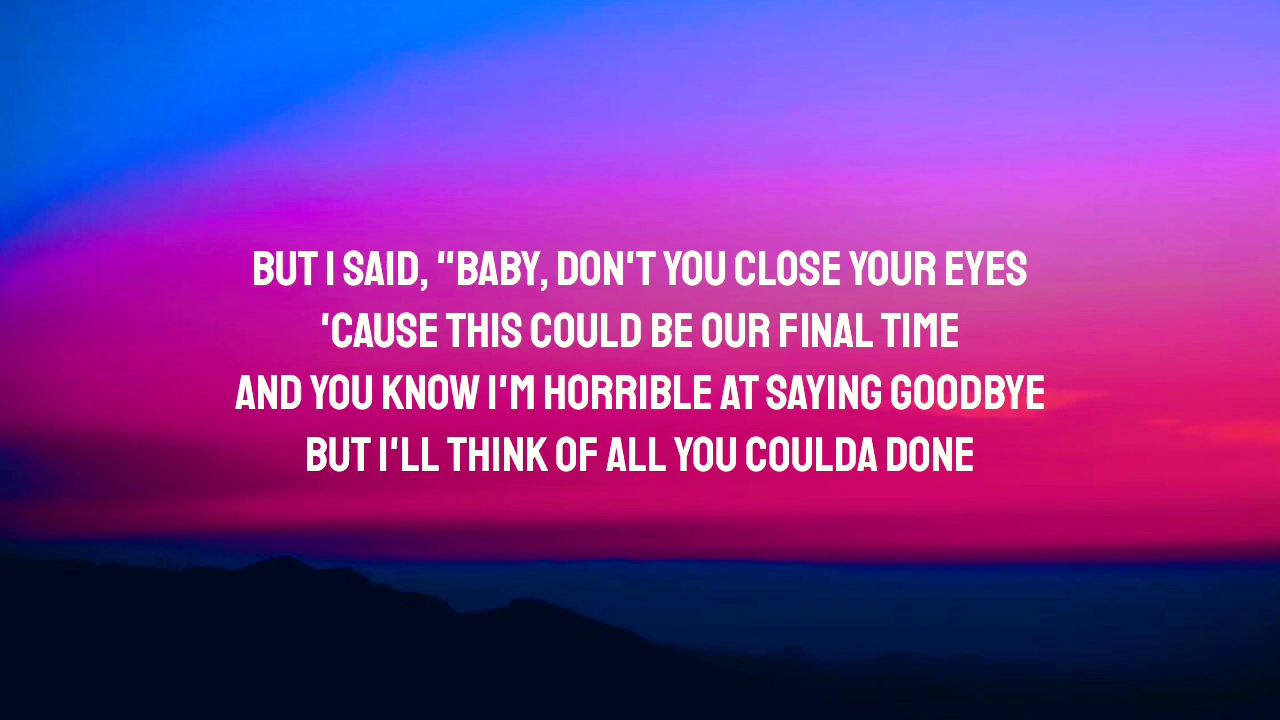 BUT I SAID, "BABY, DON'T YOU CLOSE YOUR EYES
'CAUSE THIS COULD BE OUR FINAL TIME
AND YOU KNOW I'M HORRIBLE AT SAYING GOODBYE
BUT I'LL THINK OF ALL YOU COULDA DONE